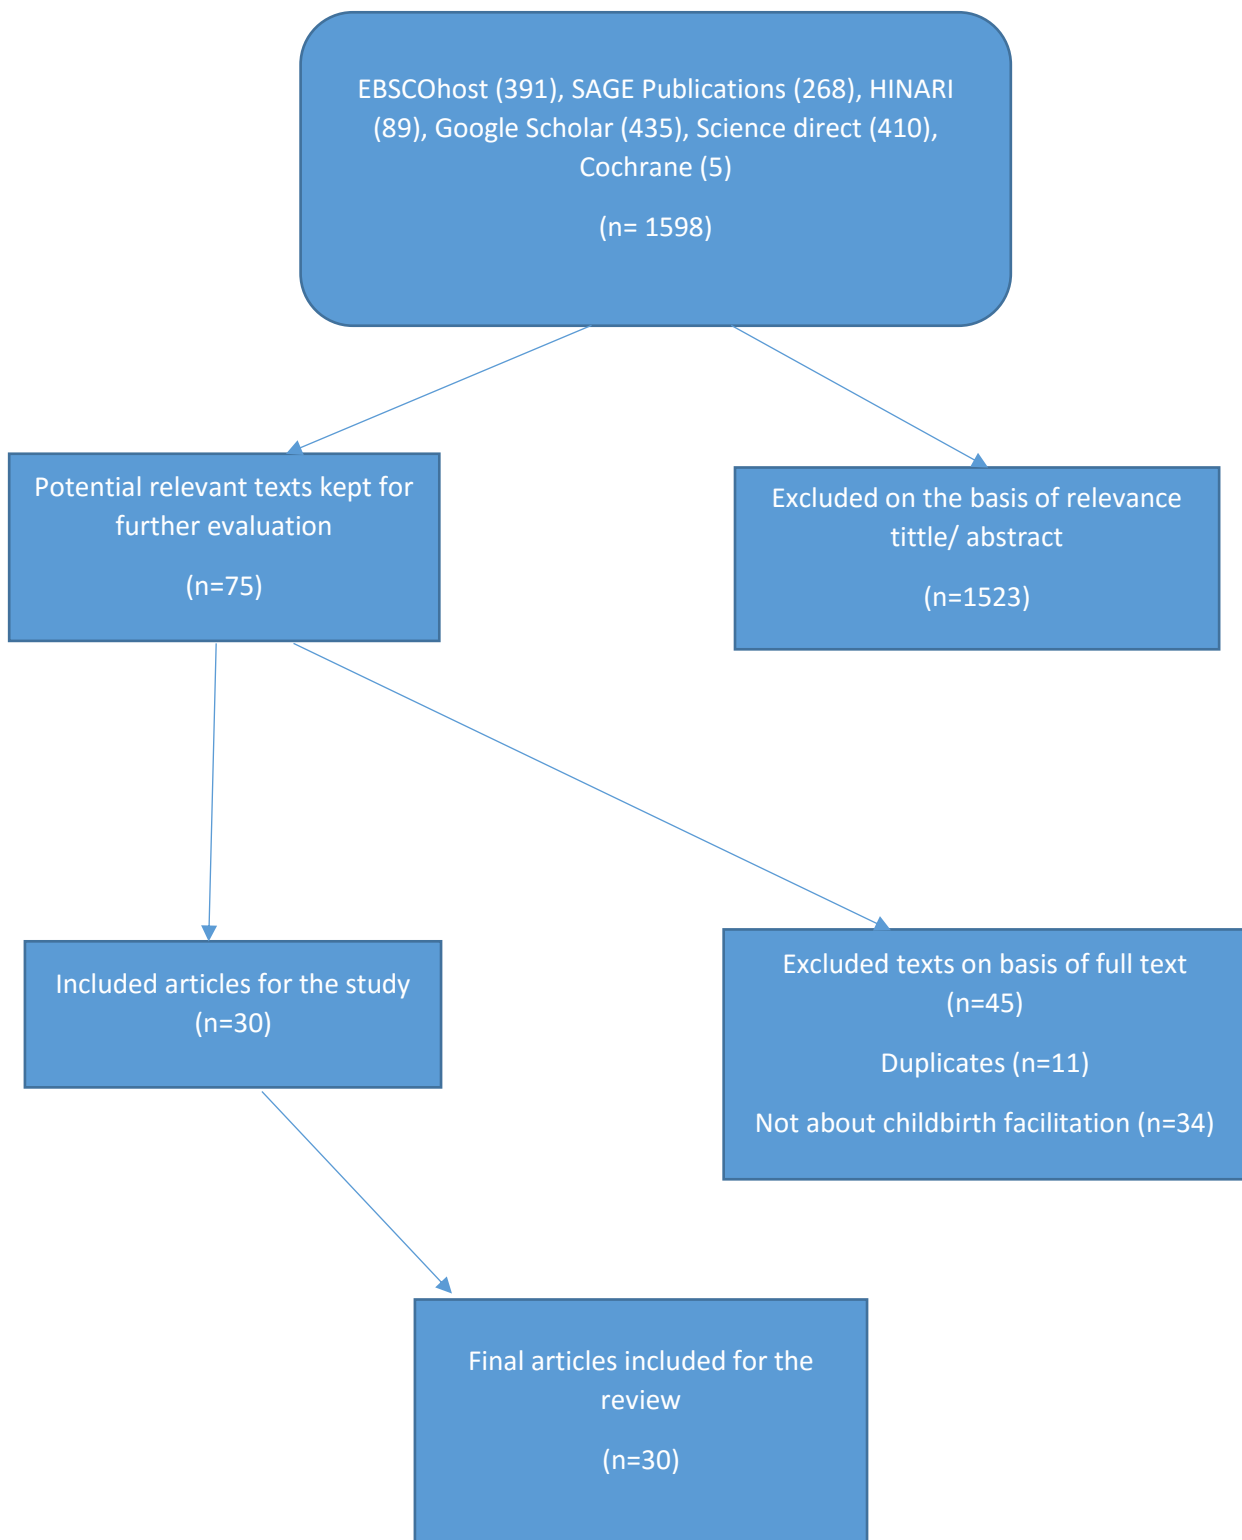 EBSCOhost (391), SAGE Publications (268), HINARI
(89), Google Scholar (435), Science direct (410),
Cochrane (5)
(n= 1598)
Potential relevant texts kept for
further evaluation
(n=75)
Excluded on the basis of relevance
tittle/ abstract
(n=1523)
Included articles for the study
(n=30)
Excluded texts on basis of full text
(n=45)
Duplicates (n=11)
Not about childbirth facilitation (n=34)
Final articles included for the
review
(n=30)